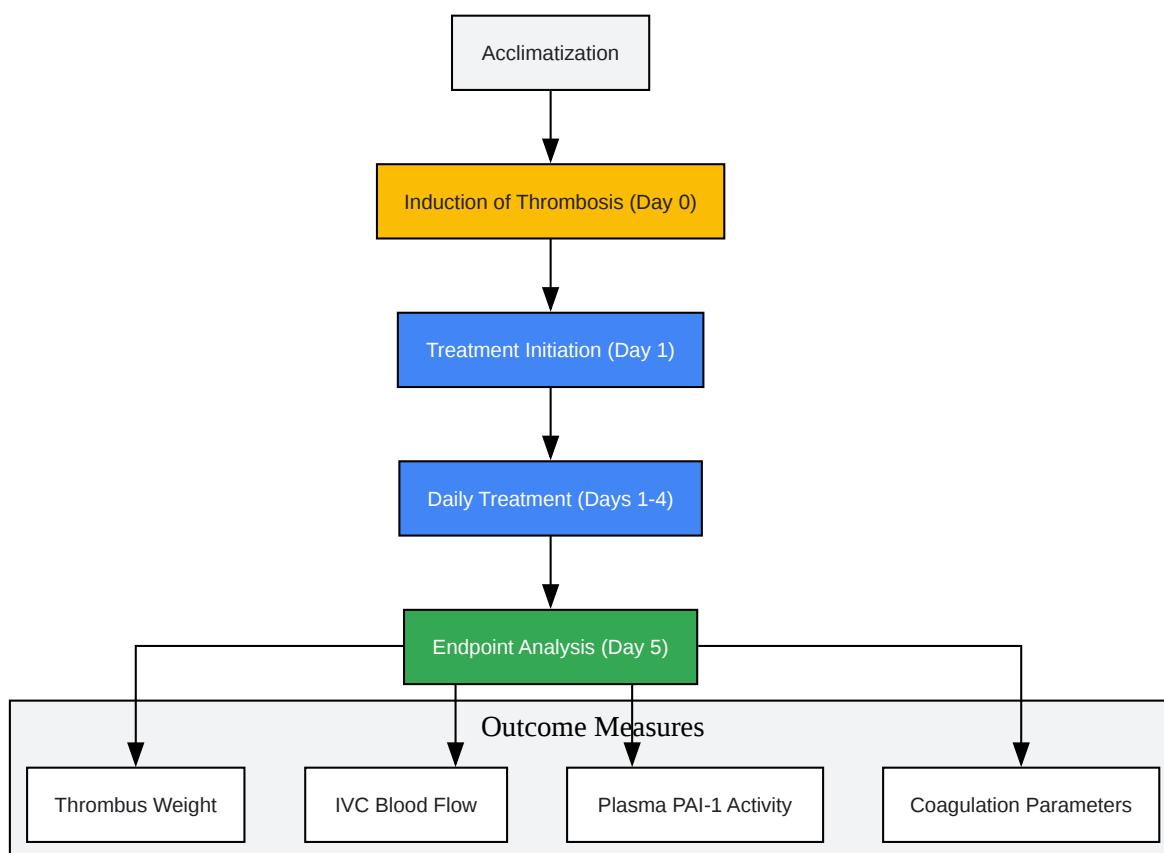 Acclimatization
Induction of Thrombosis (Day 0)
Treatment Initiation (Day 1)
Daily Treatment (Days 1-4)
Endpoint Analysis (Day 5)
Outcome Measures
Thrombus Weight
IVC Blood Flow
Plasma PAI-1 Activity
Coagulation Parameters